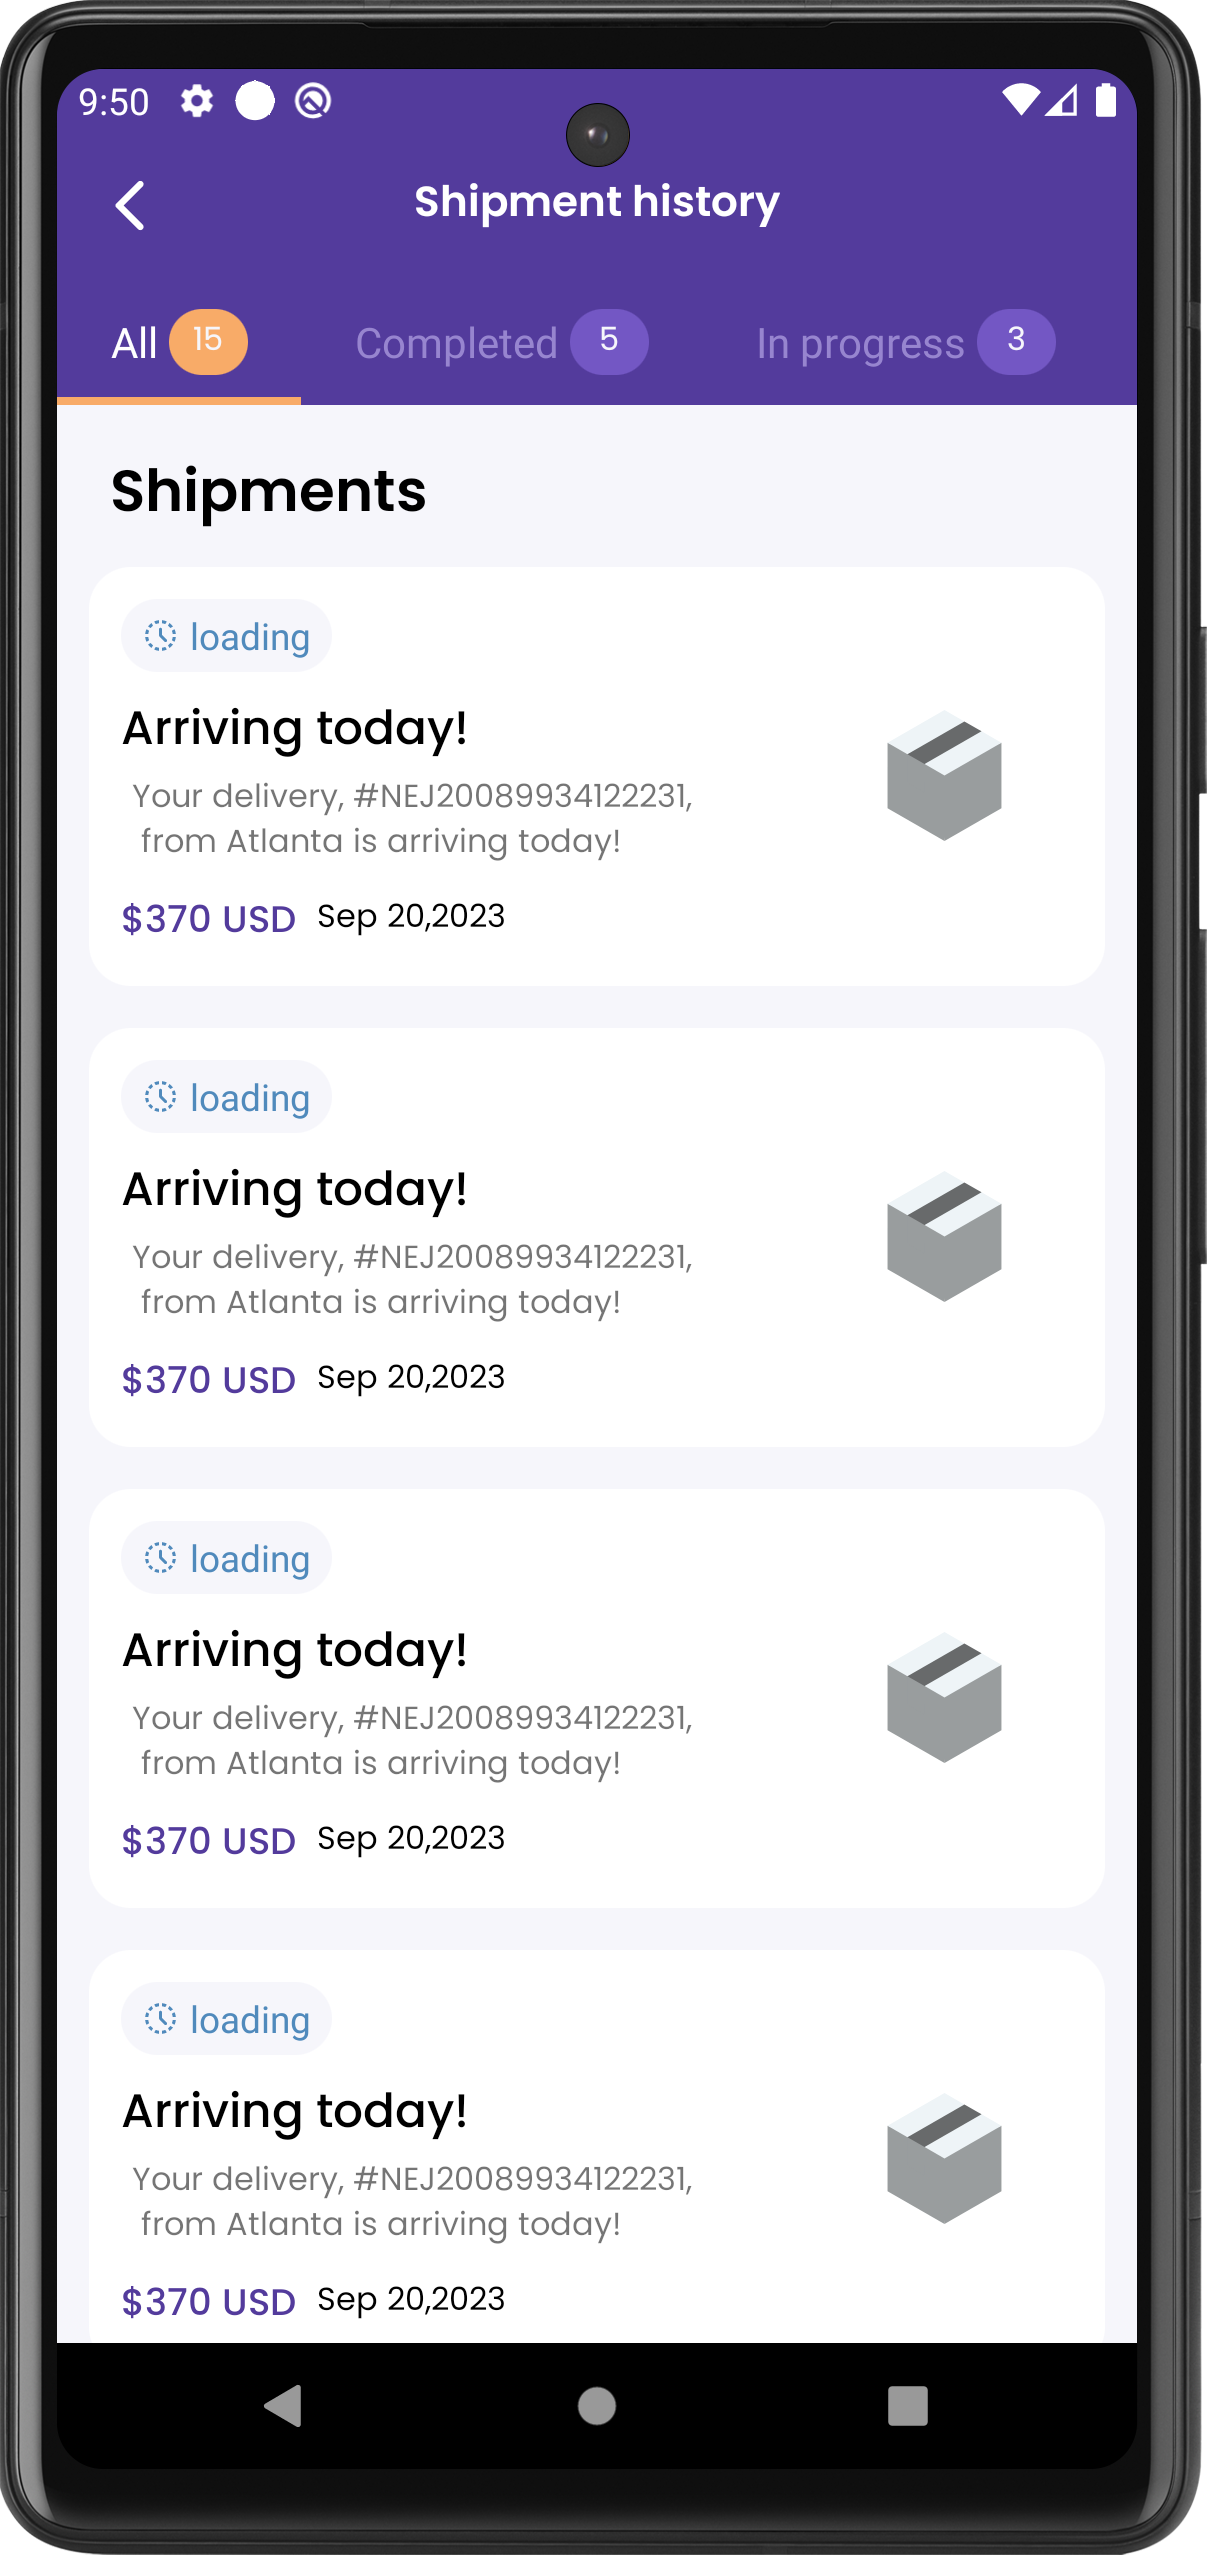 9:50
Shipment history
All 15 Completed 5 In progress 3
Shipments
loading
Arriving today!
Your delivery, #NEJ20089934122231,
from Atlanta is arriving today!
$370 USD Sep 20,2023
loading
Arriving today!
Your delivery, #NEJ20089934122231,
from Atlanta is arriving today!
$370 USD Sep 20,2023
loading
Arriving today!
Your delivery, #NEJ20089934122231,
from Atlanta is arriving today!
$370 USD Sep 20,2023
loading
Arriving today!
Your delivery, #NEJ20089934122231,
from Atlanta is arriving today!
$370 USD Sep 20,2023